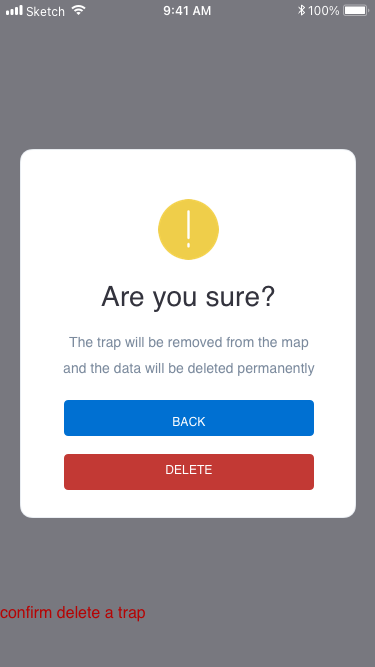 Sketch 9:41 AM 100%
Are you sure?
The trap will be removed from the map
and the data will be deleted permanently
BACK
DELETE
confirm delete a trap